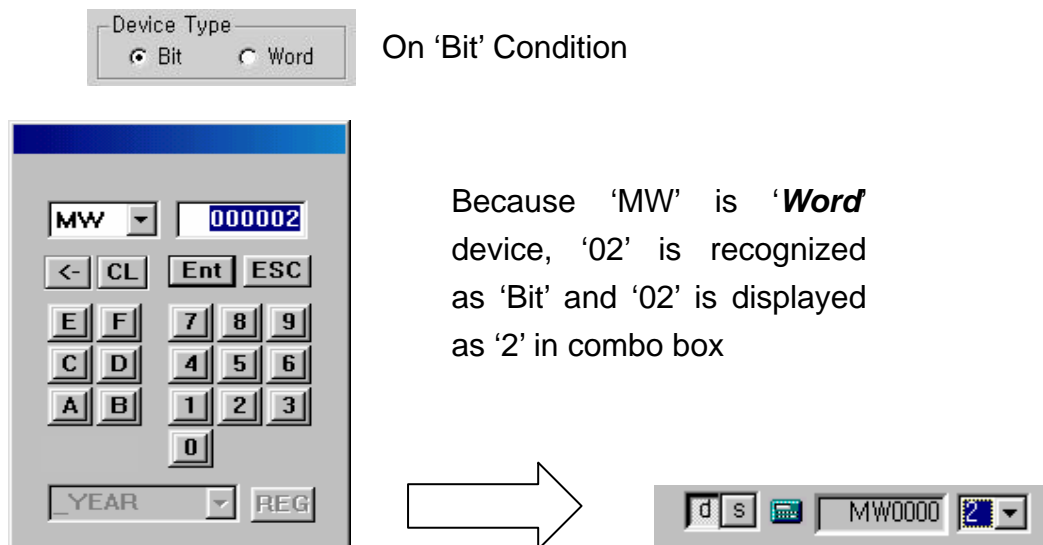 Device Type
Bit Word
On ‘Bit’ Condition
MW 000002
<- CL Ent ESC
E F 7 8 9
C D 4 5 6
A B 1 2 3
0
_YEAR REG
Because ‘MW’ is ‘Word’
device, ‘02’ is recognized
as ‘Bit’ and ‘02’ is displayed
as ‘2’ in combo box
d s MW0000 2